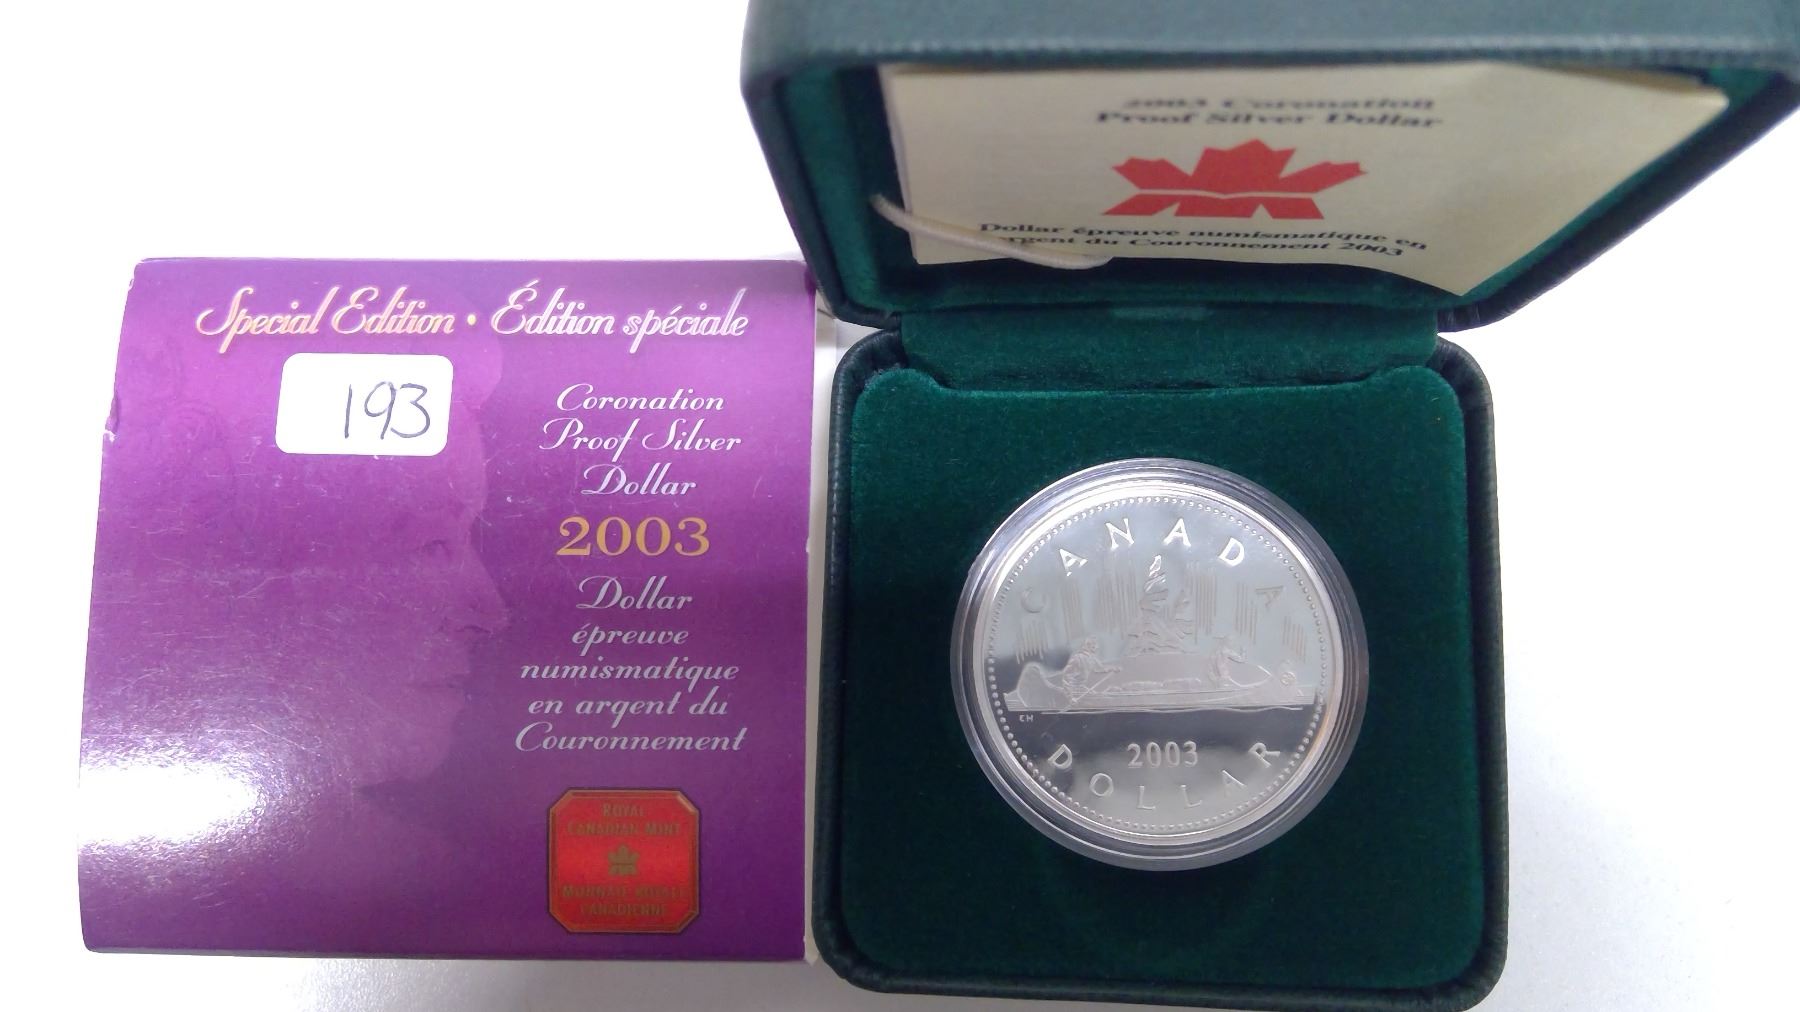 Special Edition • Édition spéciale
193
Coronation
Proof Silver
Dollar
2003
Dollar
épreuve
numismatique
en argent du
Couronnement
ROYAL
CANADIAN MINT
MONNAIE ROYALE
CANADIENNE
2003 Coronation
Proof Silver Dollar
Dollar épreuve numismatique en
argent du Couronnement 2003
CANADA
EH
2003
DOLLAR